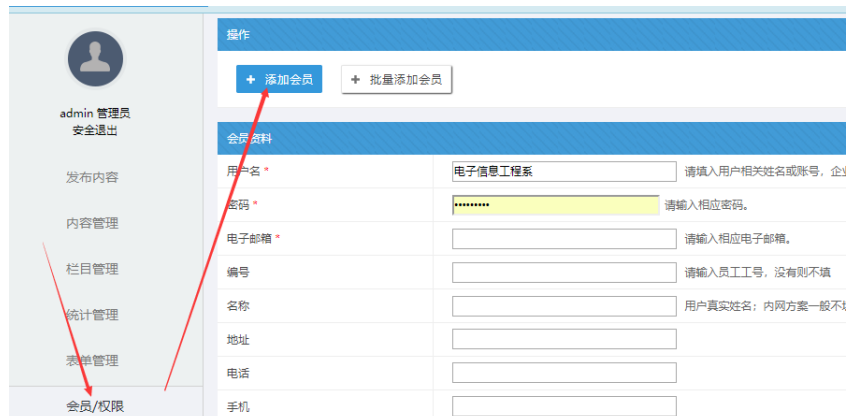 操作
+ 添加会员
+ 批量添加会员
admin 管理员
安全退出
发布内容
内容管理
栏目管理
统计管理
表单管理
会员/权限
会员资料
用户名 *
电子信息工程系
请填入用户相关姓名或账号，企业
密码 *
•••••••••
请输入相应密码。
电子邮箱 *
请输入相应电子邮箱。
编号
请输入员工工号，没有则不填
名称
用户真实姓名；内网方案一般不填
地址
电话
手机